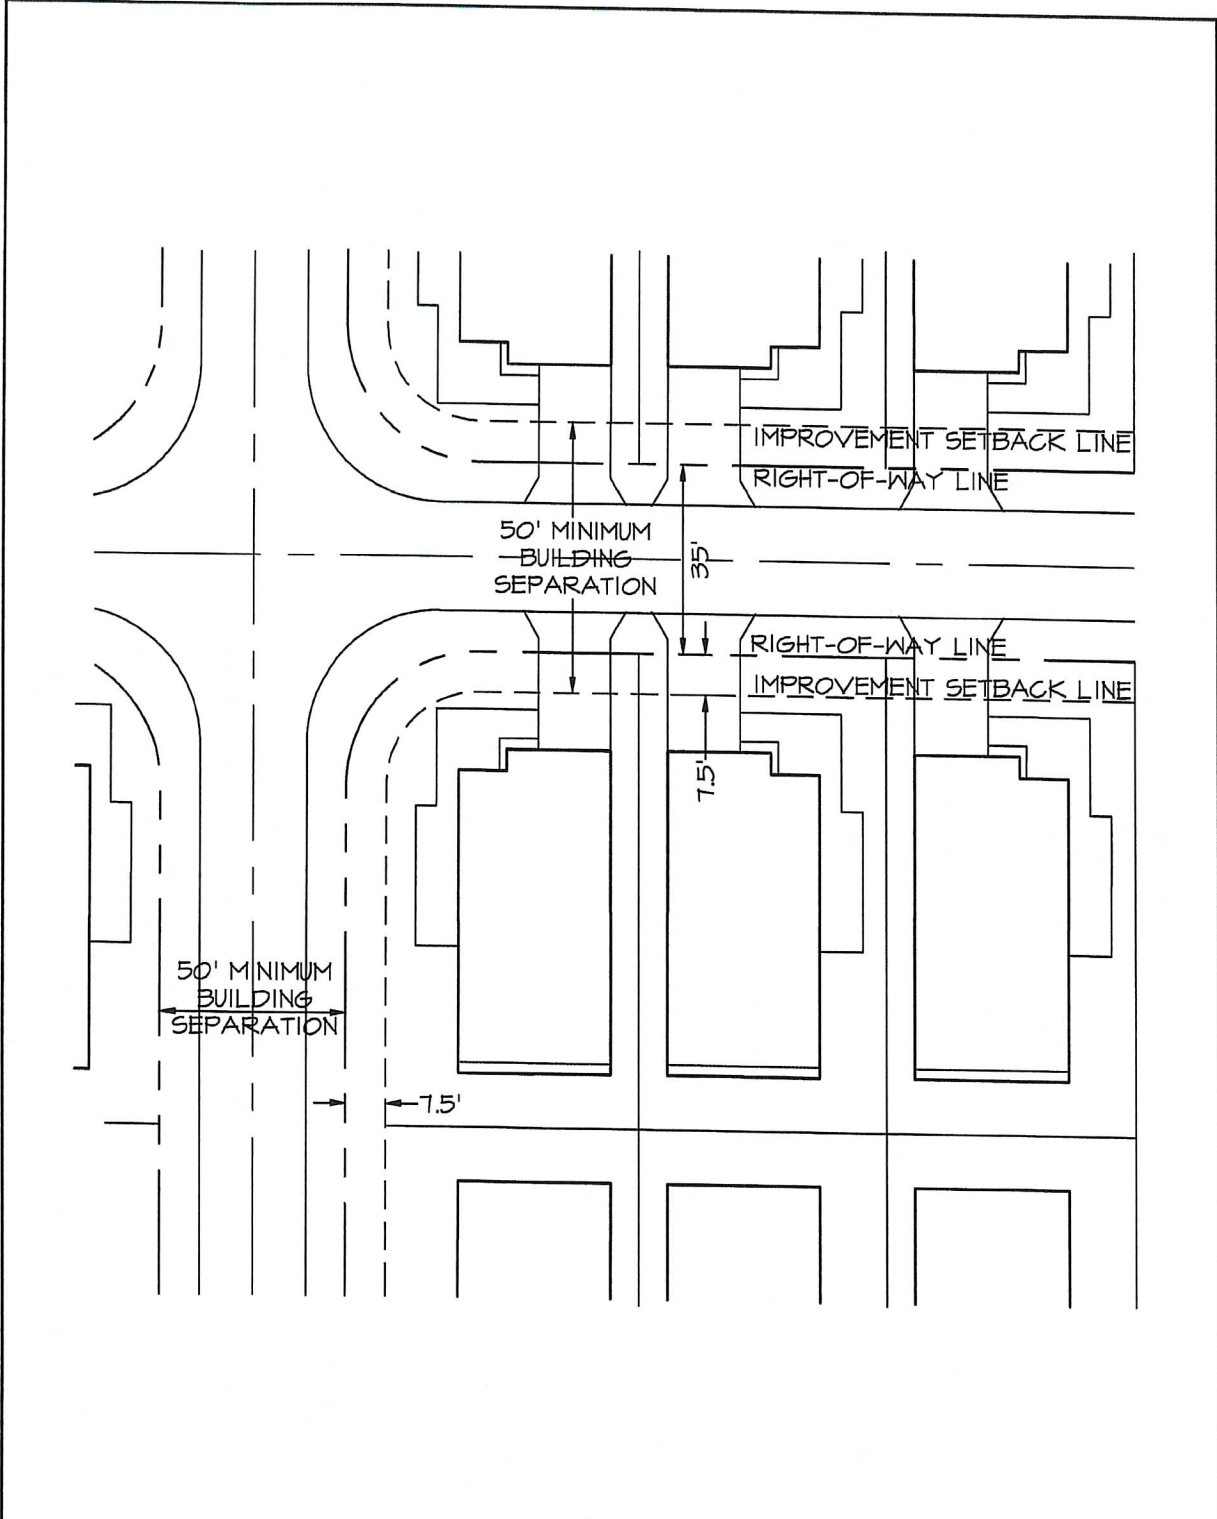 IMPROVEMENT SETBACK LINE
RIGHT-OF-WAY LINE
50' MINIMUM
BUILDING
SEPARATION
35'
RIGHT-OF-WAY LINE
IMPROVEMENT SETBACK LINE
7.5'
50' MINIMUM
BUILDING
SEPARATION
7.5'